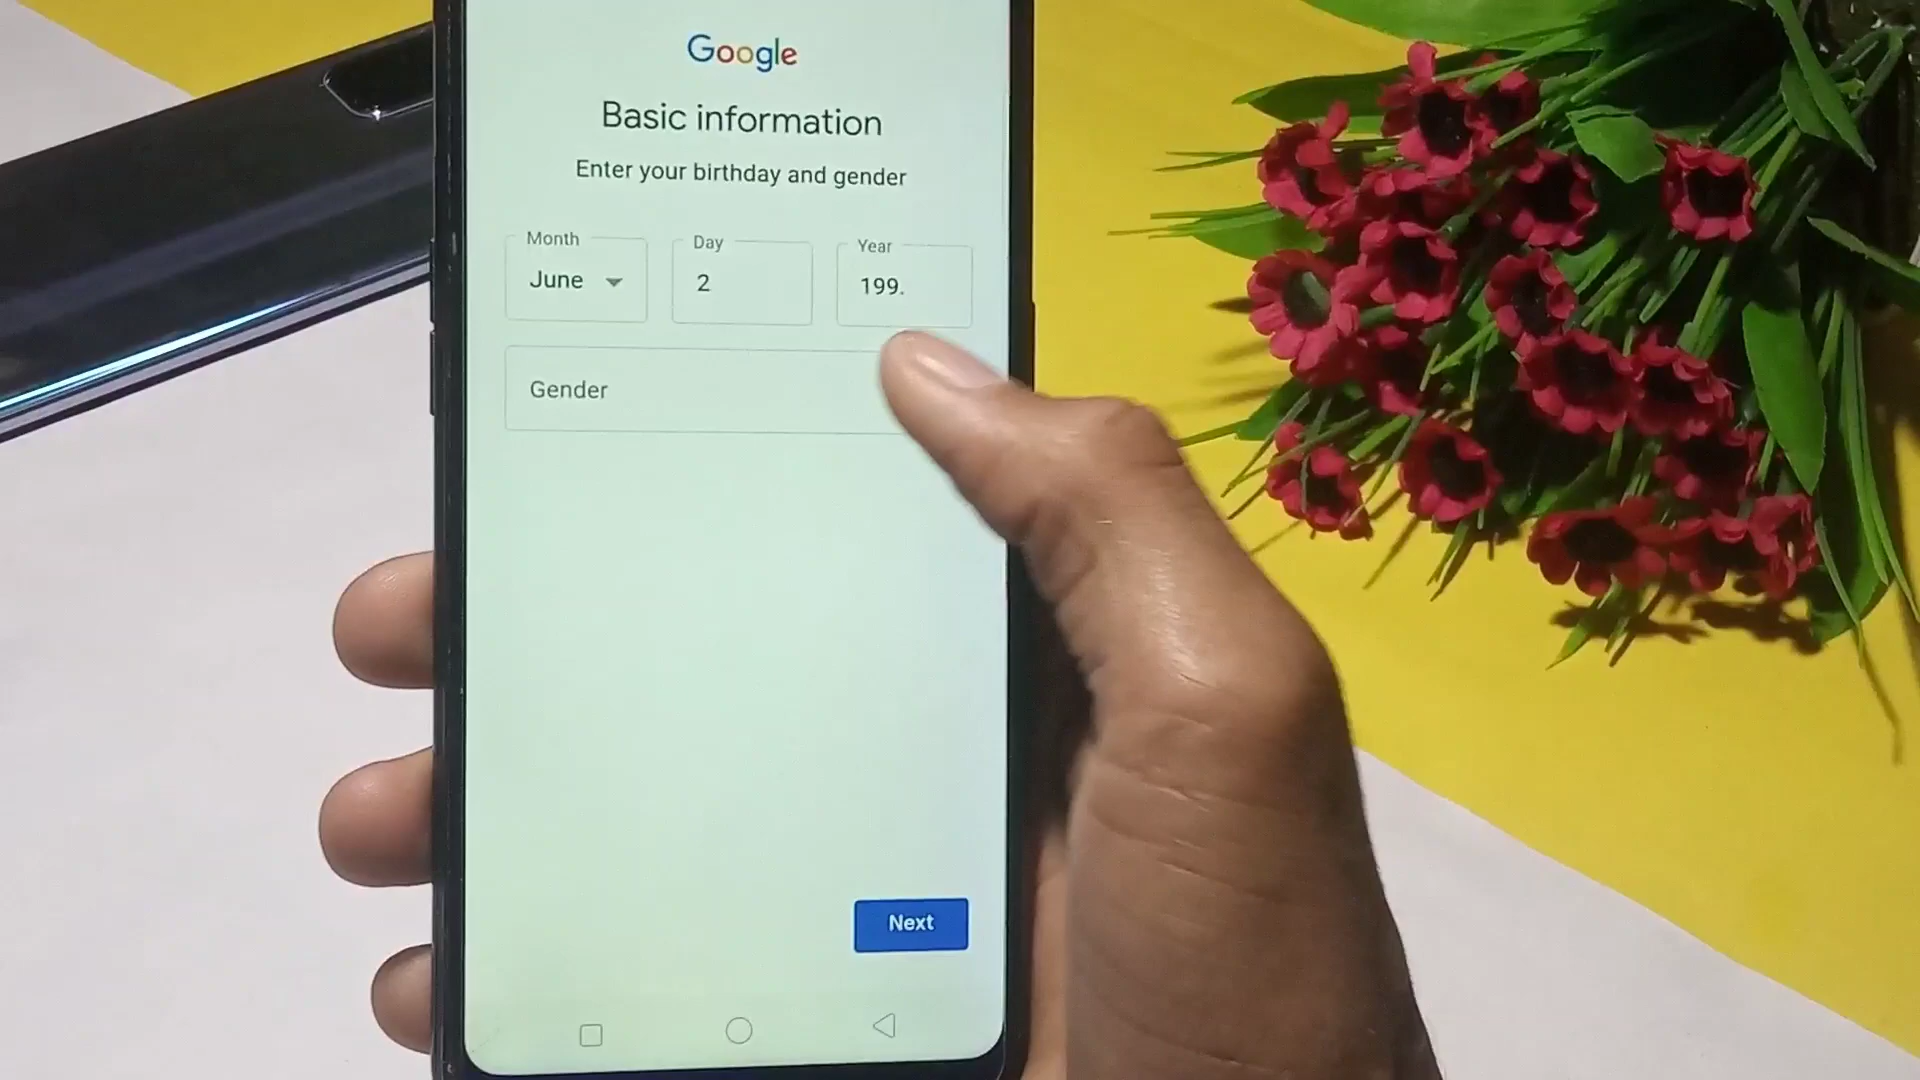 Google
Basic information
Enter your birthday and gender
Month Day Year
June 2 199.
Gender
Next